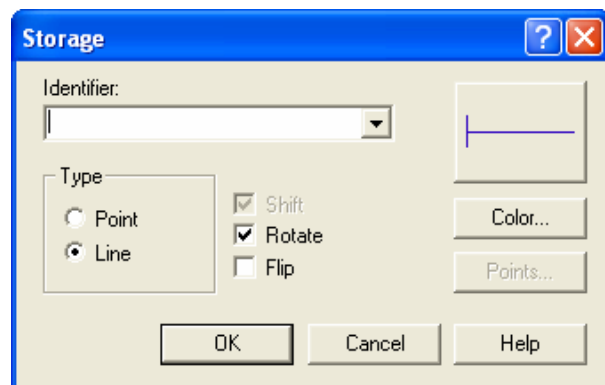 Storage
Identifier:
Type
Point
Line
Shift
Rotate
Flip
Color...
Points...
OK
Cancel
Help